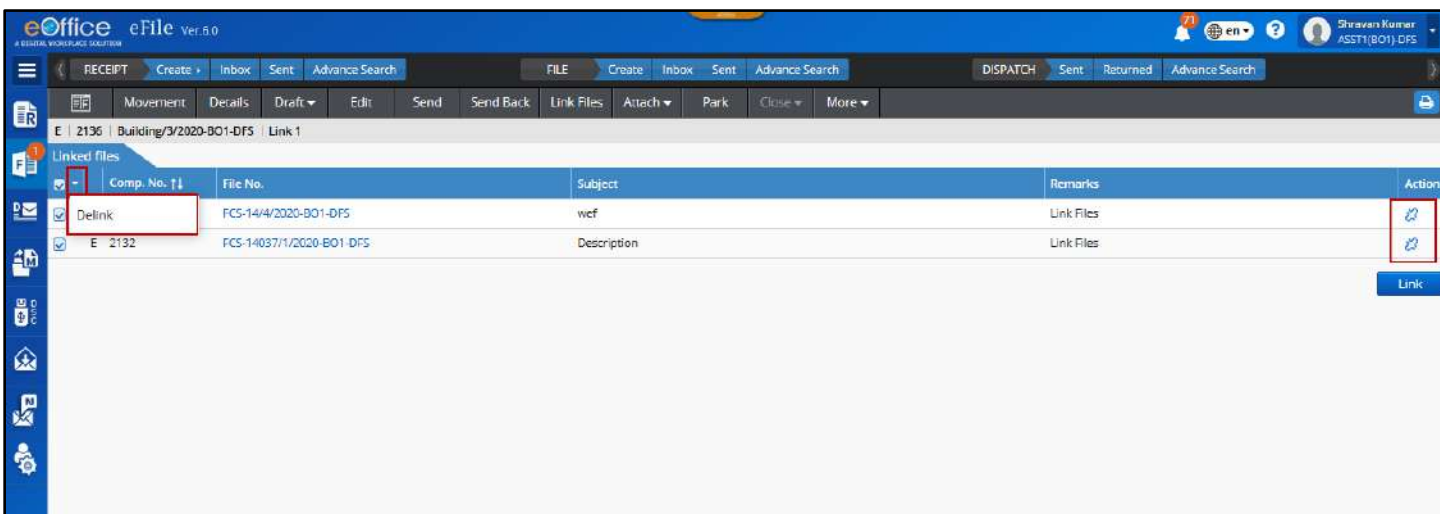 eOffice eFile Ver.6.0
A DIGITAL WORKPLACE SOLUTION
71
en
?
Shravan Kumar
ASST1(BO1)-DFS
RECEIPT Create Inbox Sent Advance Search FILE Create Inbox Sent Advance Search DISPATCH Sent Returned Advance Search
Movement Details Draft Edit Send Send Back Link Files Attach Park Close More
E | 2136 | Building/3/2020-BO1-DFS | Link 1
1
Linked files
Comp. No. File No. Subject Remarks Action
Delink FCS-14/4/2020-BO1-DFS wef Link Files
E 2132 FCS-14037/1/2020-BO1-DFS Description Link Files
Link
DSC